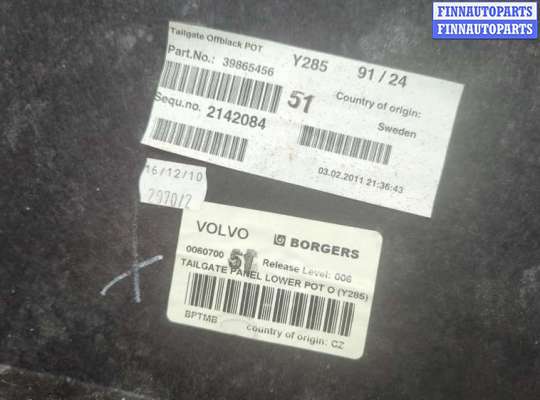 FINNAUTOPARTS
FINNAUTOPARTS
Tailgate Offblack POT
Y285 91/24
Part.No.: 39865456
51 Country of origin:
Sweden
Sequ.no. 2142084
03.02.2011 21:36:43
16/12/10
2970/2
VOLVO BORGERS
0060700 51 Release Level: 006
TAILGATE PANEL LOWER POT O (Y285)
BPTMB country of origin: CZ